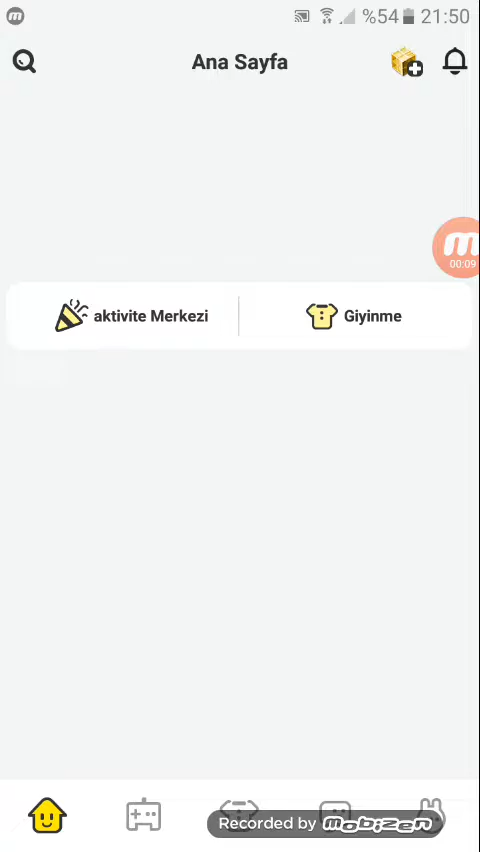 %54 21:50
Ana Sayfa
00:09
aktivite Merkezi
Giyinme
Recorded by mobizen